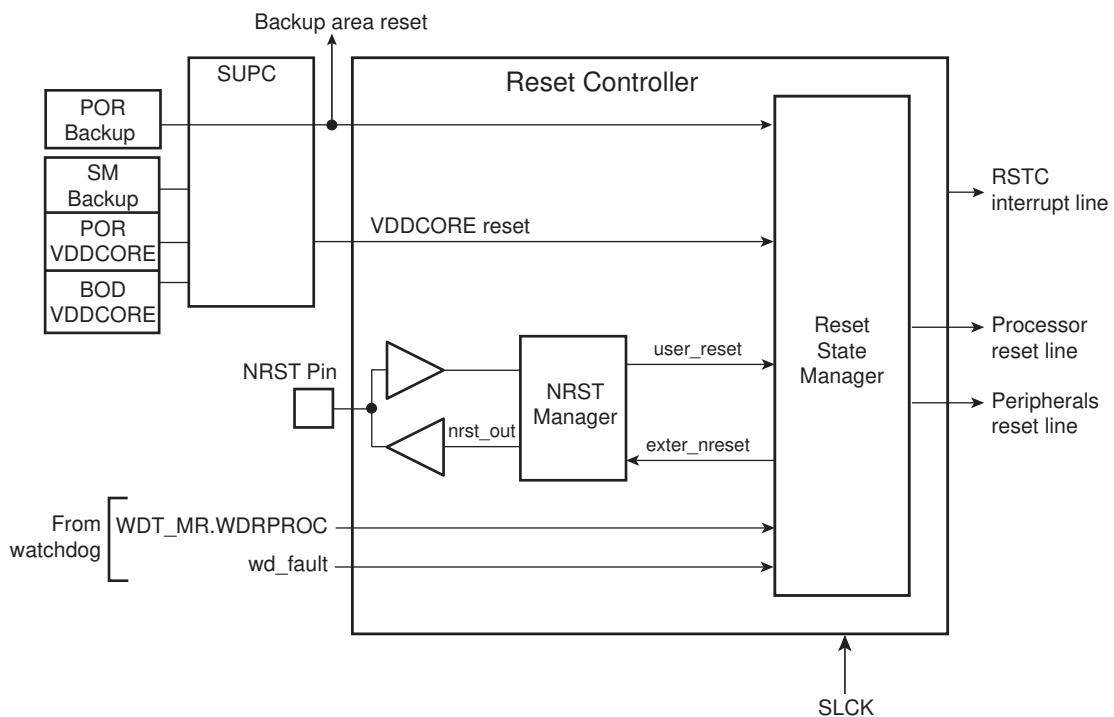 Backup area reset
SUPC
Reset Controller
POR
Backup
SM
Backup
POR
VDDCORE
BOD
VDDCORE
VDDCORE reset
RSTC
interrupt line
Reset
State
Manager
Processor
reset line
Peripherals
reset line
NRST Pin
NRST
Manager
user_reset
nrst_out
exter_nreset
From
watchdog
WDT_MR.WDRPROC
wd_fault
SLCK